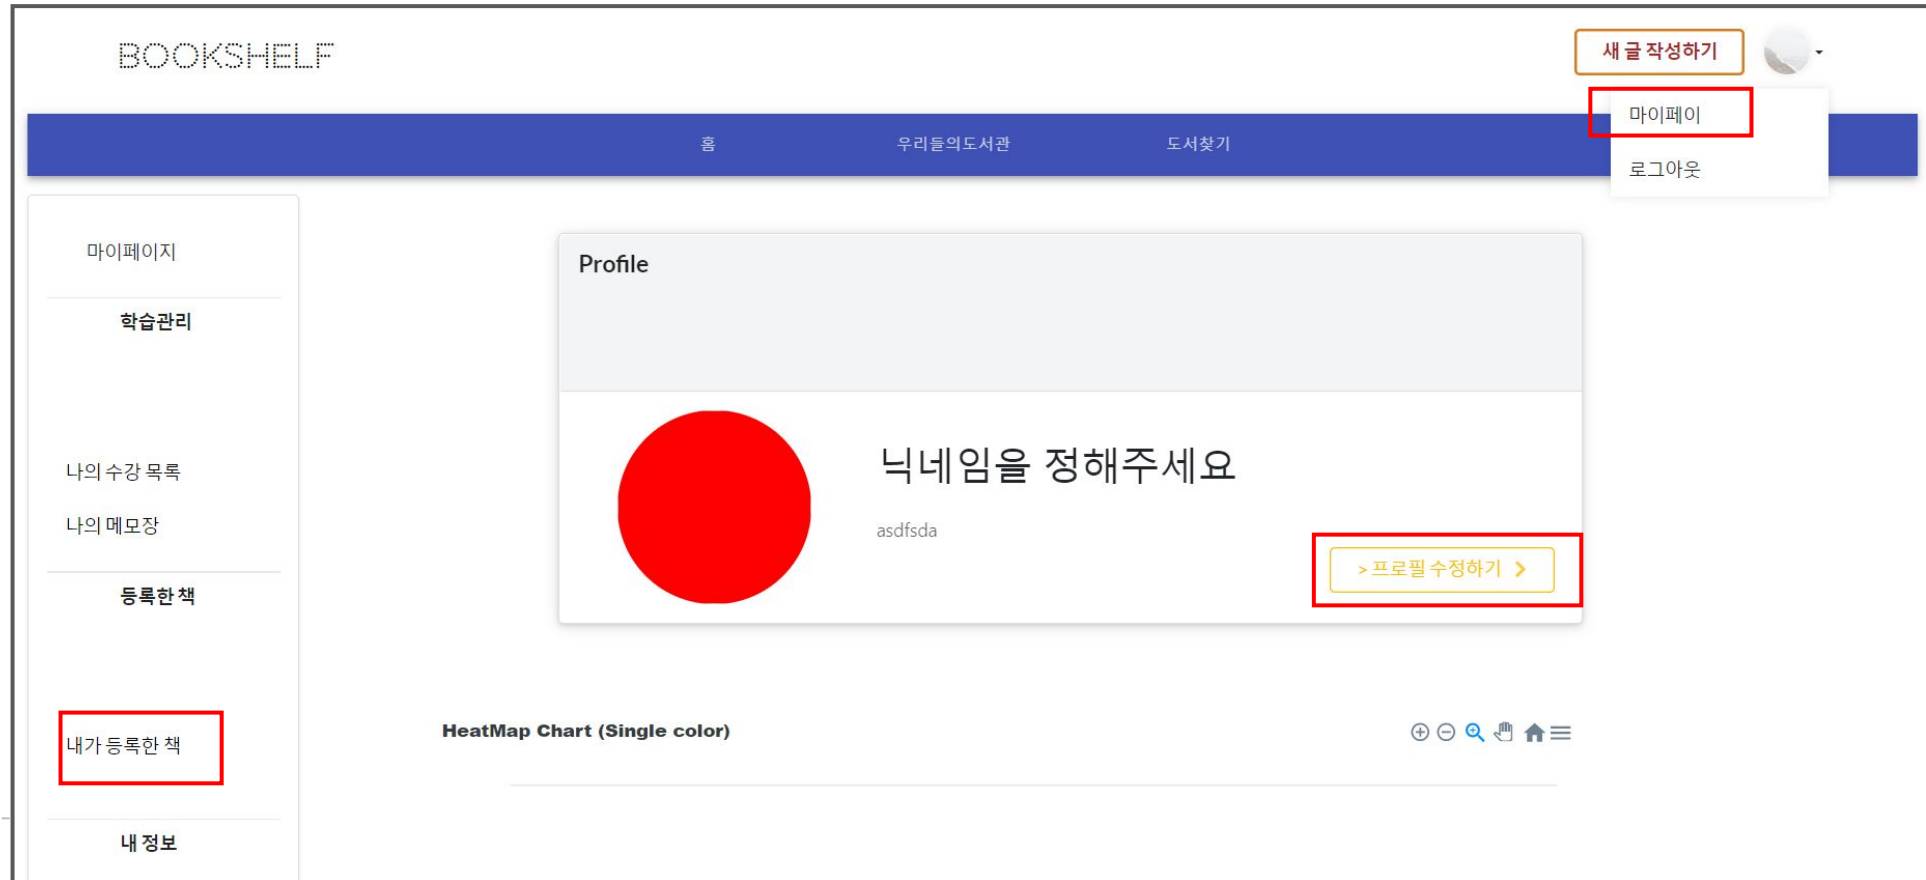 BOOKSHELF
새 글 작성하기
마이페이
로그아웃
홈
우리들의도서관
도서찾기
마이페이지
학습관리
나의 수강 목록
나의 메모장
등록한 책
내가 등록한 책
내 정보
Profile
닉네임을 정해주세요
asdfsda
> 프로필 수정하기
HeatMap Chart (Single color)